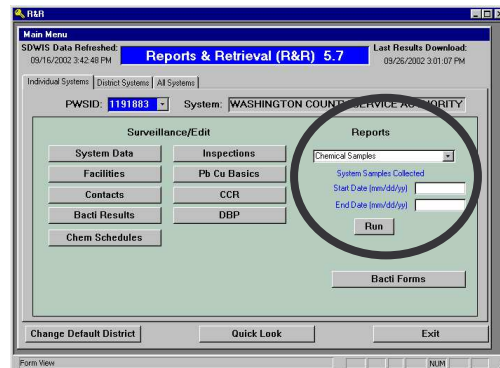 R&R
Main Menu
SDWIS Data Refreshed:
09/16/2002 3:42:48 PM
Reports & Retrieval (R&R) 5.7
Last Results Download:
09/26/2002 3:01:07 PM
Individual Systems District Systems All Systems
PWSID: 1191883 System: WASHINGTON COUNTY SERVICE AUTHORITY
Surveillance/Edit
Reports
System Data Inspections
Chemical Samples
Facilities Pb Cu Basics
System Samples Collected
Start Date (mm/dd/yy)
Contacts CCR
End Date (mm/dd/yy)
Bacti Results DBP
Run
Chem Schedules
Bacti Forms
Change Default District Quick Look Exit
Form View NUM